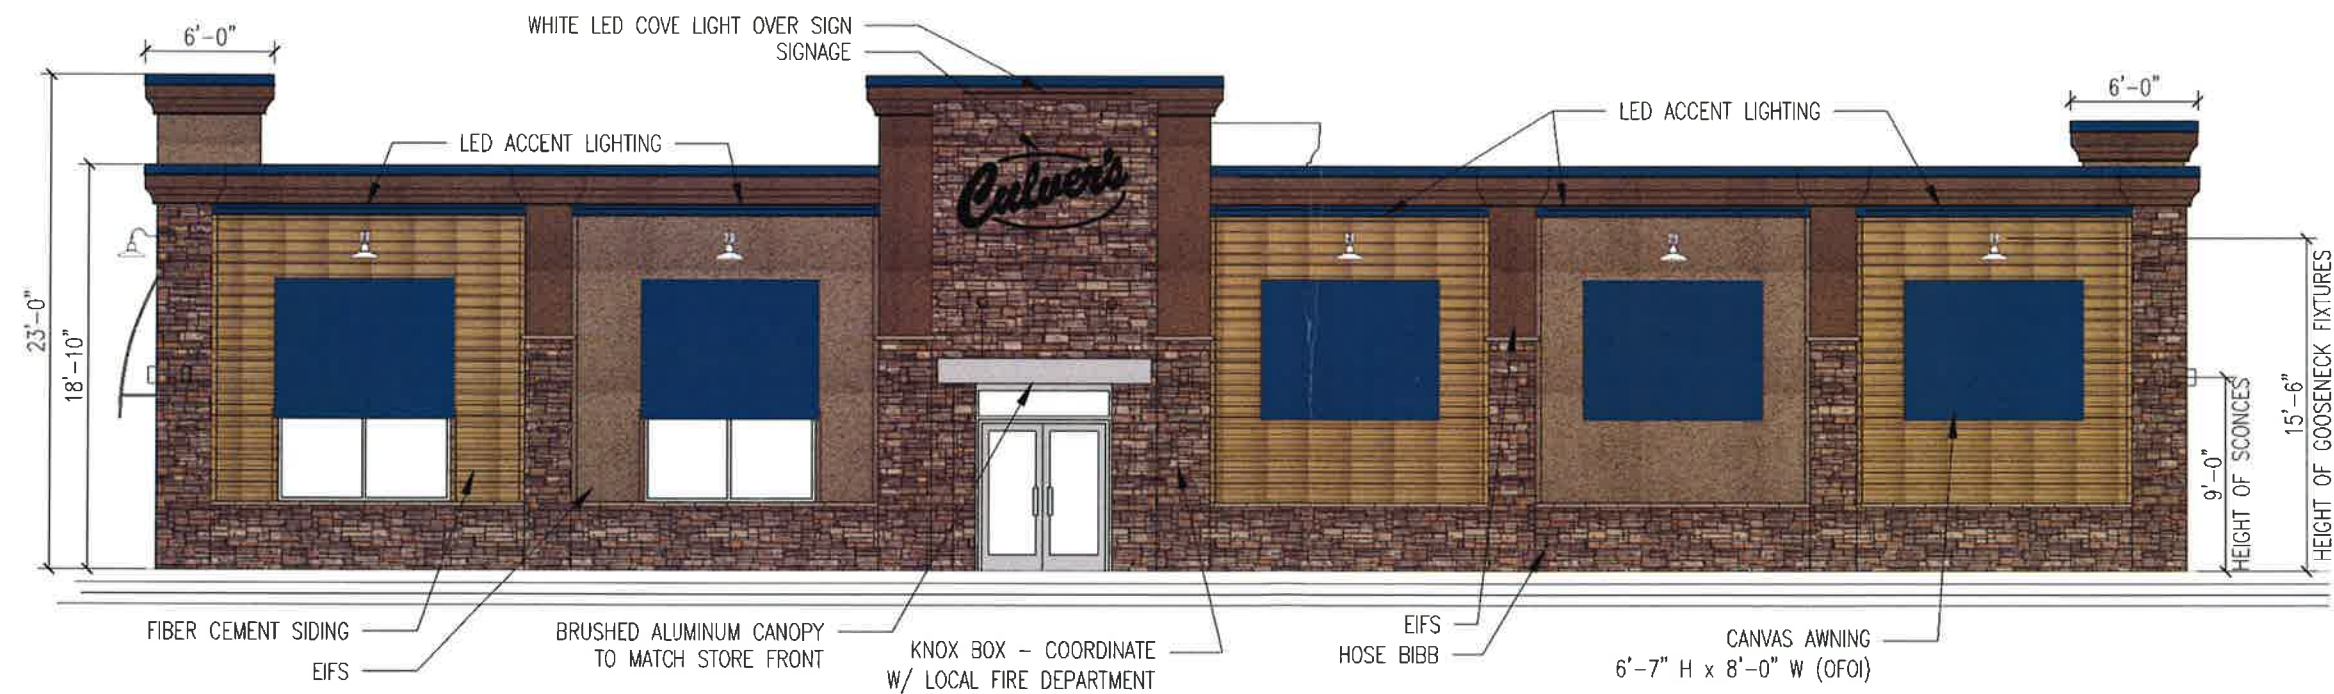 WHITE LED COVE LIGHT OVER SIGN
SIGNAGE
6'-0"
6'-0"
LED ACCENT LIGHTING
LED ACCENT LIGHTING
Culver's
23'-0"
18'-10"
9'-0"
HEIGHT OF SCONCES
15'-6"
HEIGHT OF GOOSENECK FIXTURES
FIBER CEMENT SIDING
EIFS
BRUSHED ALUMINUM CANOPY
TO MATCH STORE FRONT
KNOX BOX - COORDINATE
W/ LOCAL FIRE DEPARTMENT
EIFS
HOSE BIBB
CANVAS AWNING
6'-7" H x 8'-0" W (OFOI)